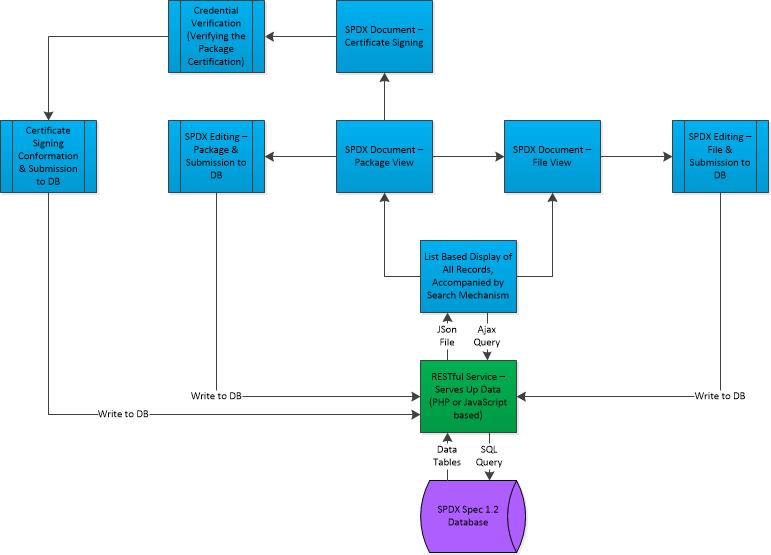 Credential
Verification
(Verifying the
Package
Certification)
SPDX Document –
Certificate Signing
Certificate
Signing
Conformation
& Submission
to DB
SPDX Editing –
Package &
Submission to
DB
SPDX Document –
Package View
SPDX Document –
File View
SPDX Editing –
File &
Submission to
DB
List Based Display of
All Records,
Accompanied by
Search Mechanism
JSon
File
Ajax
Query
RESTful Service –
Serves Up Data
(PHP or JavaScript
based)
Write to DB
Write to DB
Write to DB
Data
Tables
SQL
Query
SPDX Spec 1.2
Database